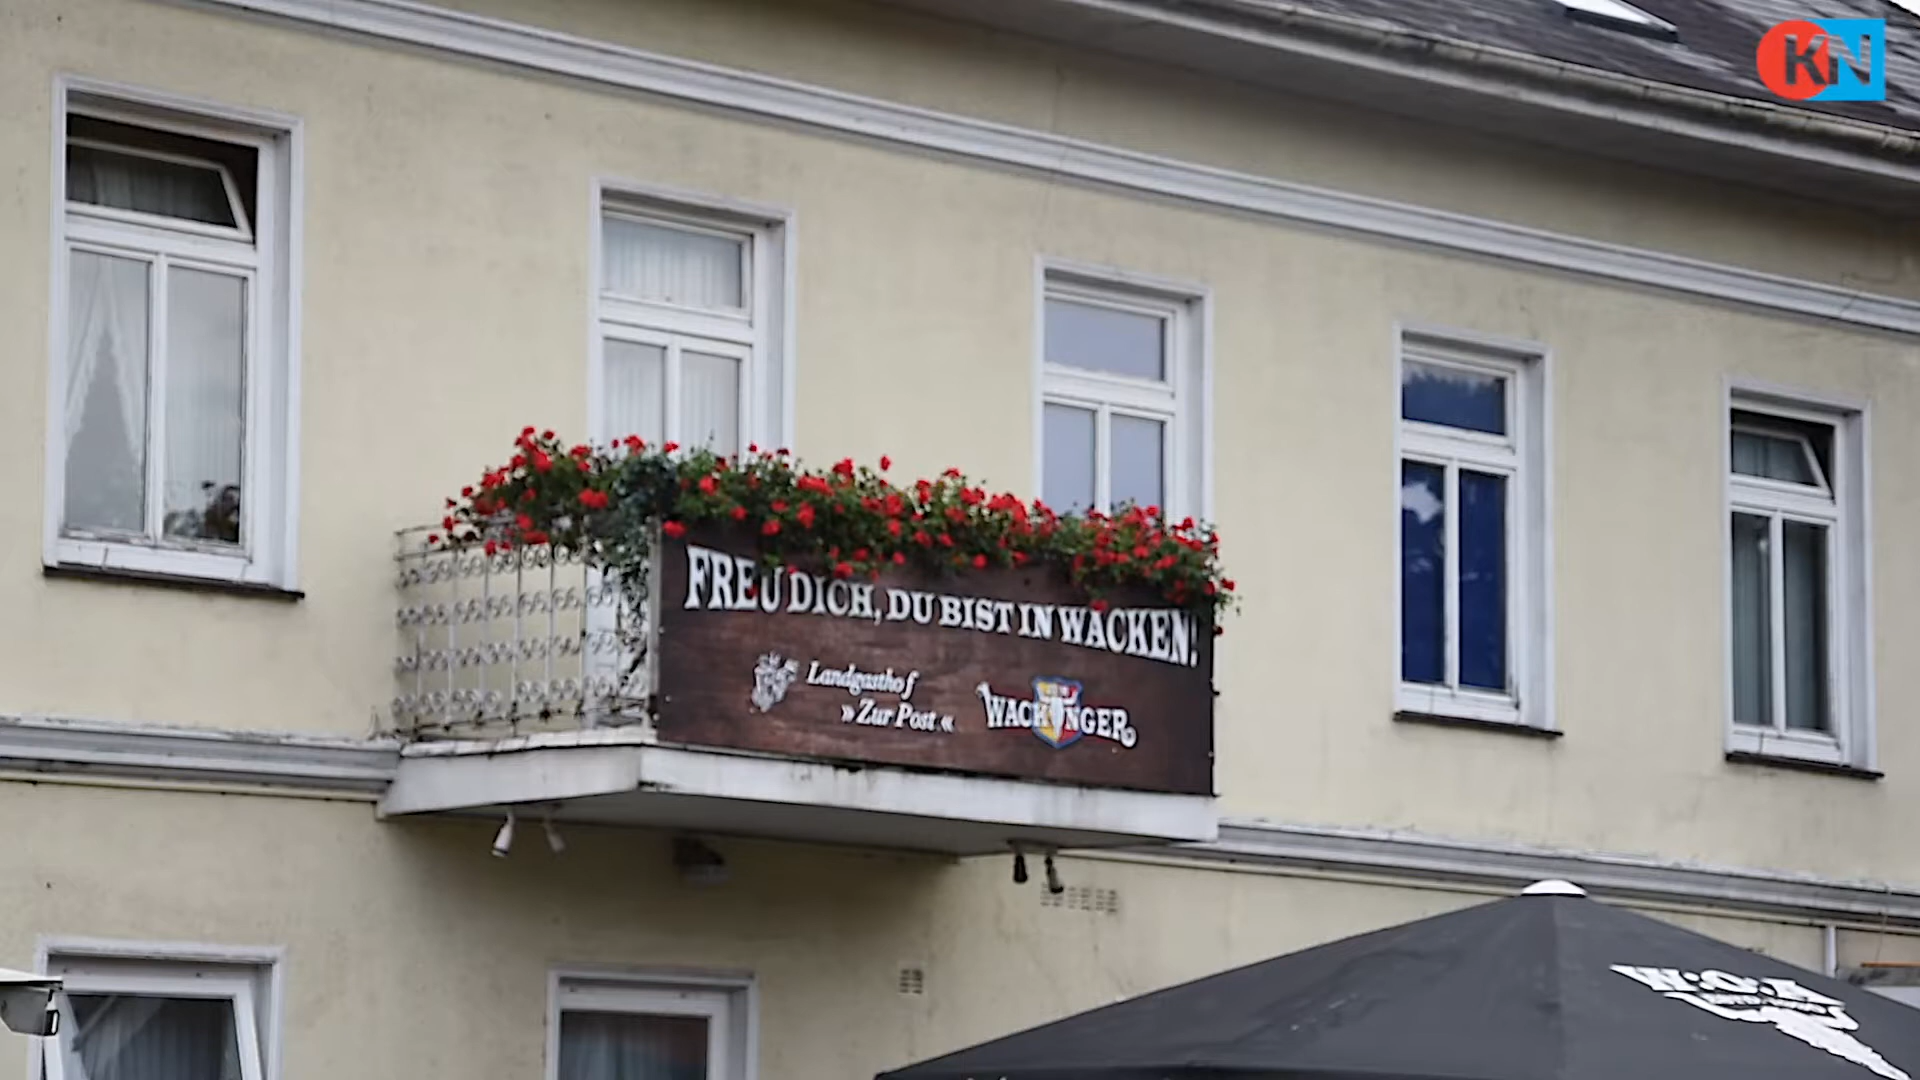 KN
FREU DICH, DU BIST IN WACKEN!
Landgasthof
» Zur Post «
WACKINGER
W:O:A